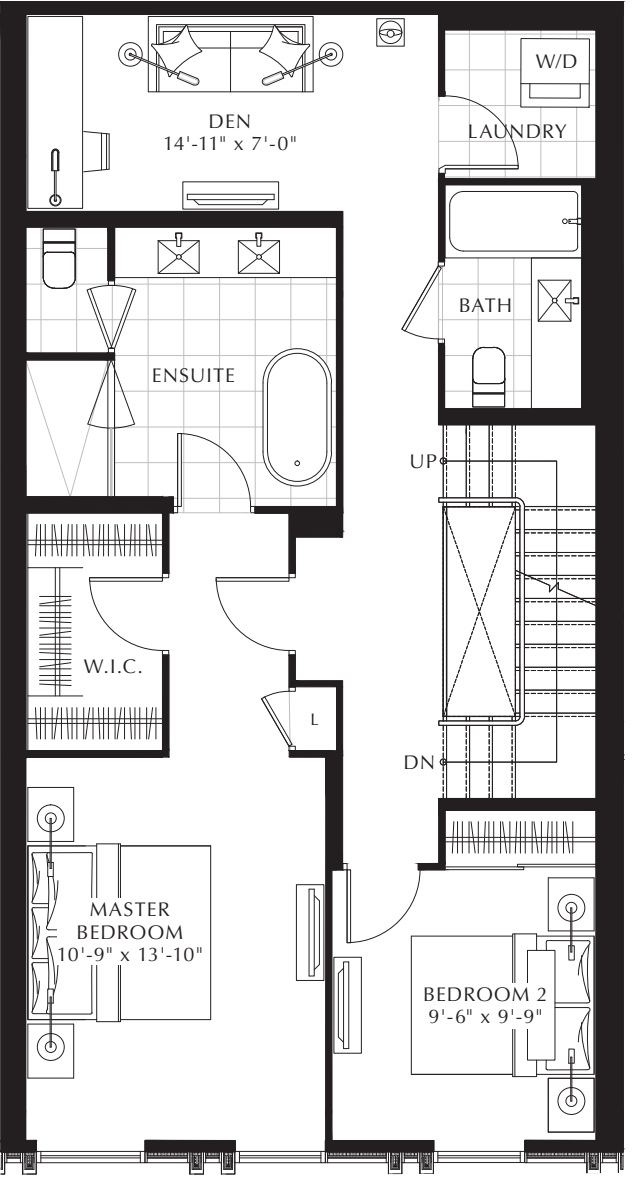 W/D
DEN
14'-11" x 7'-0"
LAUNDRY
BATH
ENSUITE
UP
W.I.C.
L
DN
MASTER
BEDROOM
10'-9" x 13'-10"
BEDROOM 2
9'-6" x 9'-9"